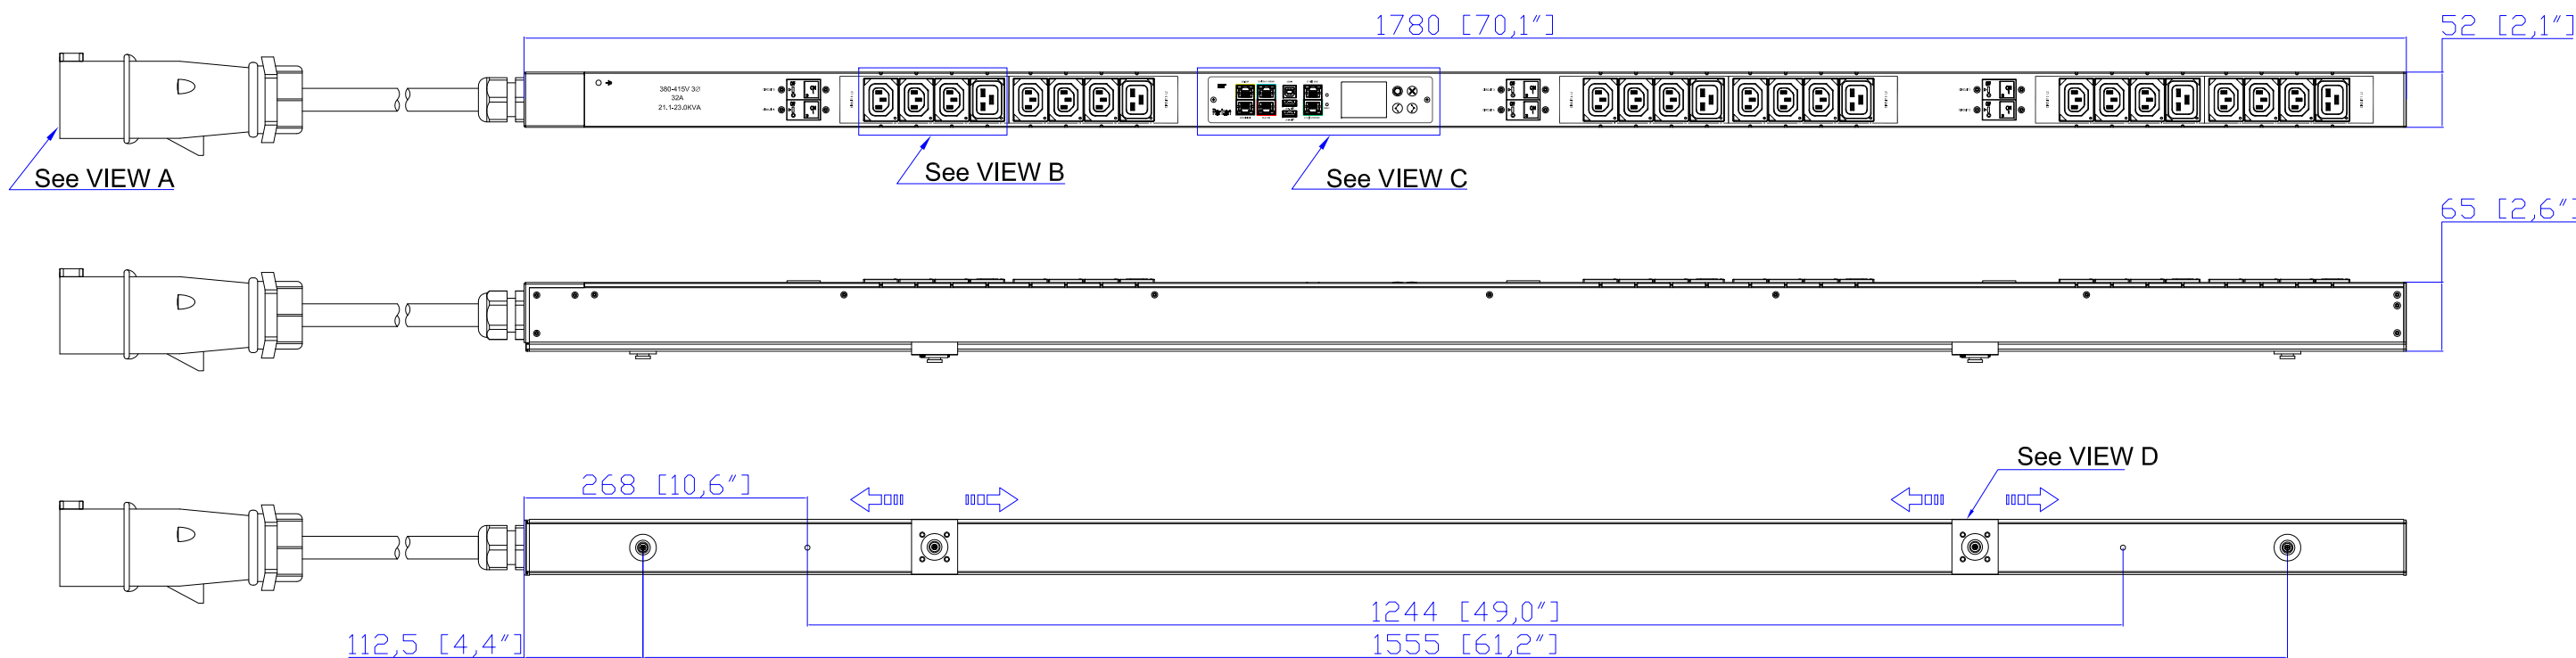 1780 [70,1"]
52 [2,1"]
380-415V 3Ø
32A
21.1-23.0KVA
See VIEW A
See VIEW B
See VIEW C
65 [2,6"]
See VIEW D
268 [10,6"]
1244 [49,0"]
112,5 [4,4"]
1555 [61,2"]